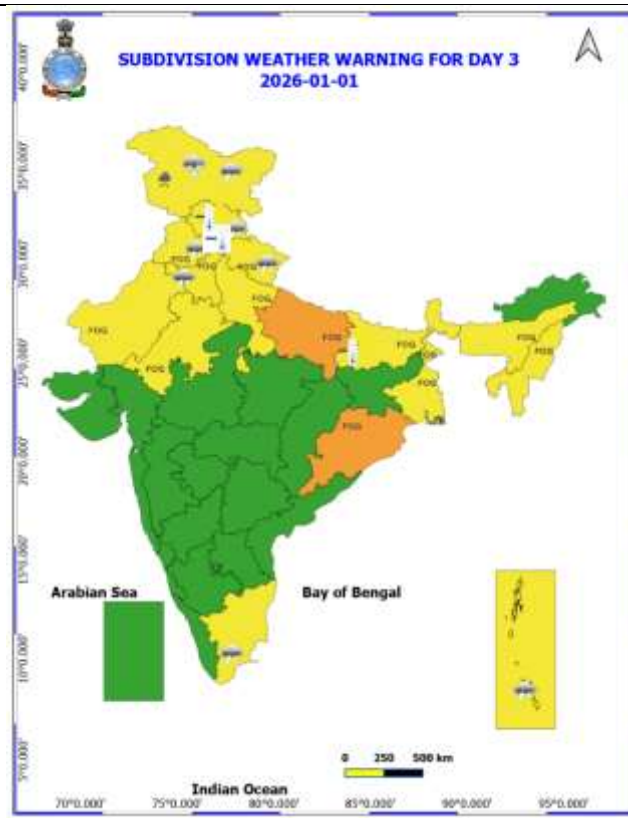 SUBDIVISION WEATHER WARNING FOR DAY 3
2026-01-01
40°0.000'
35°0.000'
30°0.000'
25°0.000'
20°0.000'
15°0.000'
10°0.000'
5°0.000'
FOG
FOG
FOG
FOG
FOG
FOG
FOG
FOG
FOG
FOG
FOG
FOG
FOG
Arabian Sea
Bay of Bengal
0 250 500 km
Indian Ocean
70°0.000' 75°0.000' 80°0.000' 85°0.000' 90°0.000' 95°0.000'